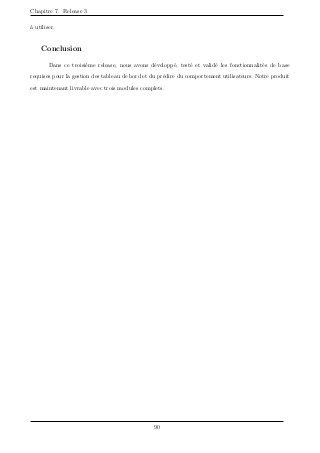 Chapitre 7. Release 3
à utiliser.
Conclusion
Dans ce troisième release, nous avons développé, testé et validé les fonctionnalités de base
requises pour la gestion des tableau de bord et du prédire du comportement utilisateurs. Notre produit
est maintenant livrable avec trois modules complets.
90